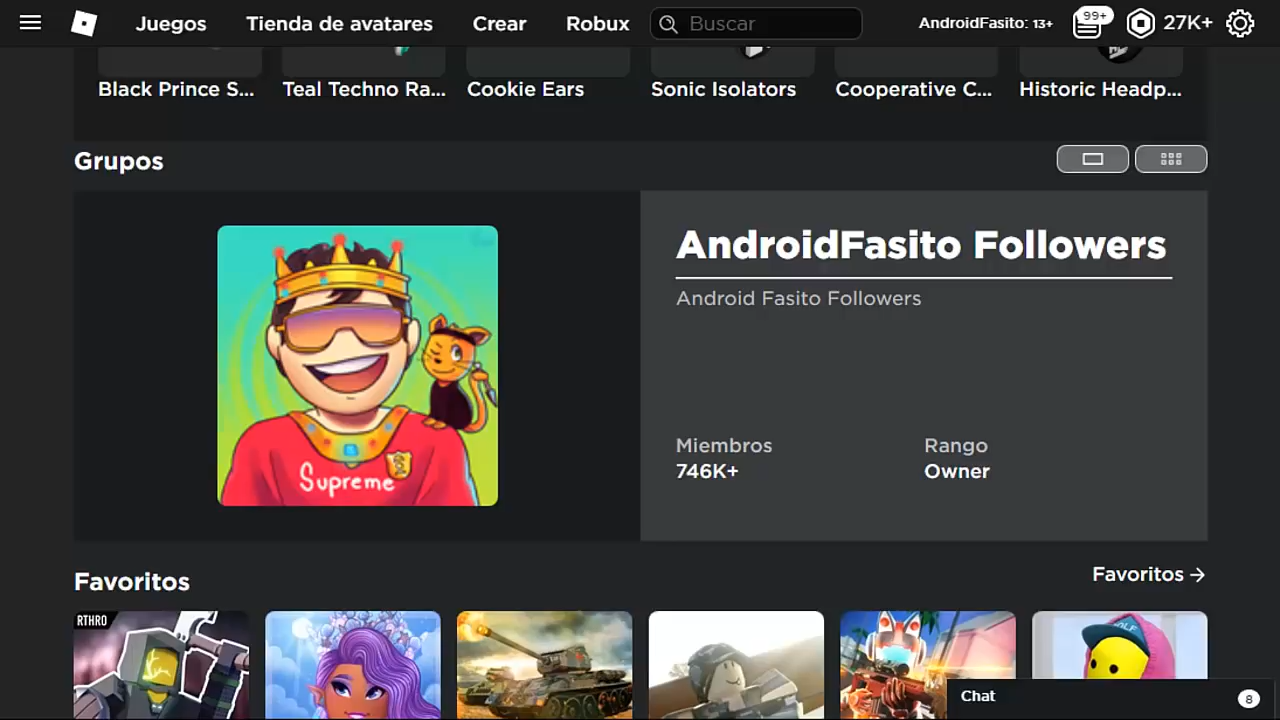 Juegos Tienda de avatares Crear Robux Buscar AndroidFasito: 13+ 99+ 27K+
Black Prince S... Teal Techno Ra... Cookie Ears Sonic Isolators Cooperative C... Historic Headp...
Grupos
AndroidFasito Followers
Android Fasito Followers
Supreme
Miembros Rango
746K+ Owner
Favoritos Favoritos
RTHRO
Chat 8